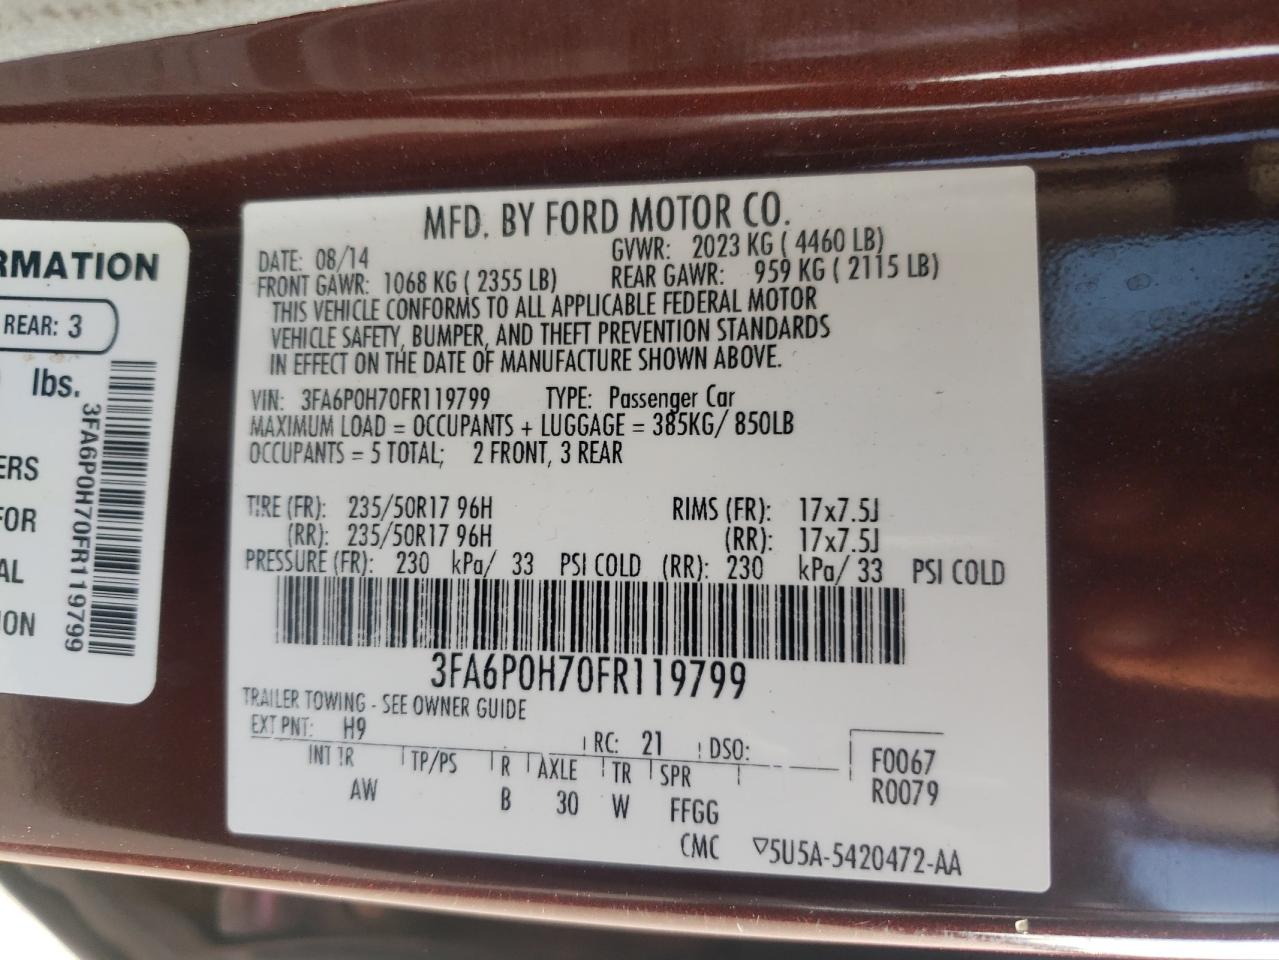 RMATION
REAR: 3
lbs.
ERS
FOR
AL
ION
3FA6P0H70FR119799
MFD. BY FORD MOTOR CO.
DATE: 08/14 GVWR: 2023 KG ( 4460 LB)
FRONT GAWR: 1068 KG ( 2355 LB) REAR GAWR: 959 KG ( 2115 LB)
THIS VEHICLE CONFORMS TO ALL APPLICABLE FEDERAL MOTOR
VEHICLE SAFETY, BUMPER, AND THEFT PREVENTION STANDARDS
IN EFFECT ON THE DATE OF MANUFACTURE SHOWN ABOVE.
VIN: 3FA6P0H70FR119799 TYPE: Passenger Car
MAXIMUM LOAD = OCCUPANTS + LUGGAGE = 385KG/ 850LB
OCCUPANTS = 5 TOTAL; 2 FRONT, 3 REAR
TIRE (FR): 235/50R17 96H RIMS (FR): 17x7.5J
(RR): 235/50R17 96H (RR): 17x7.5J
PRESSURE (FR): 230 kPa/ 33 PSI COLD (RR): 230 kPa/ 33 PSI COLD
3FA6P0H70FR119799
TRAILER TOWING - SEE OWNER GUIDE
EXT PNT: H9 RC: 21 DSO:
INT TR TP/PS R AXLE TR SPR F0067
AW B 30 W FFGG R0079
CMC ▽5U5A-5420472-AA